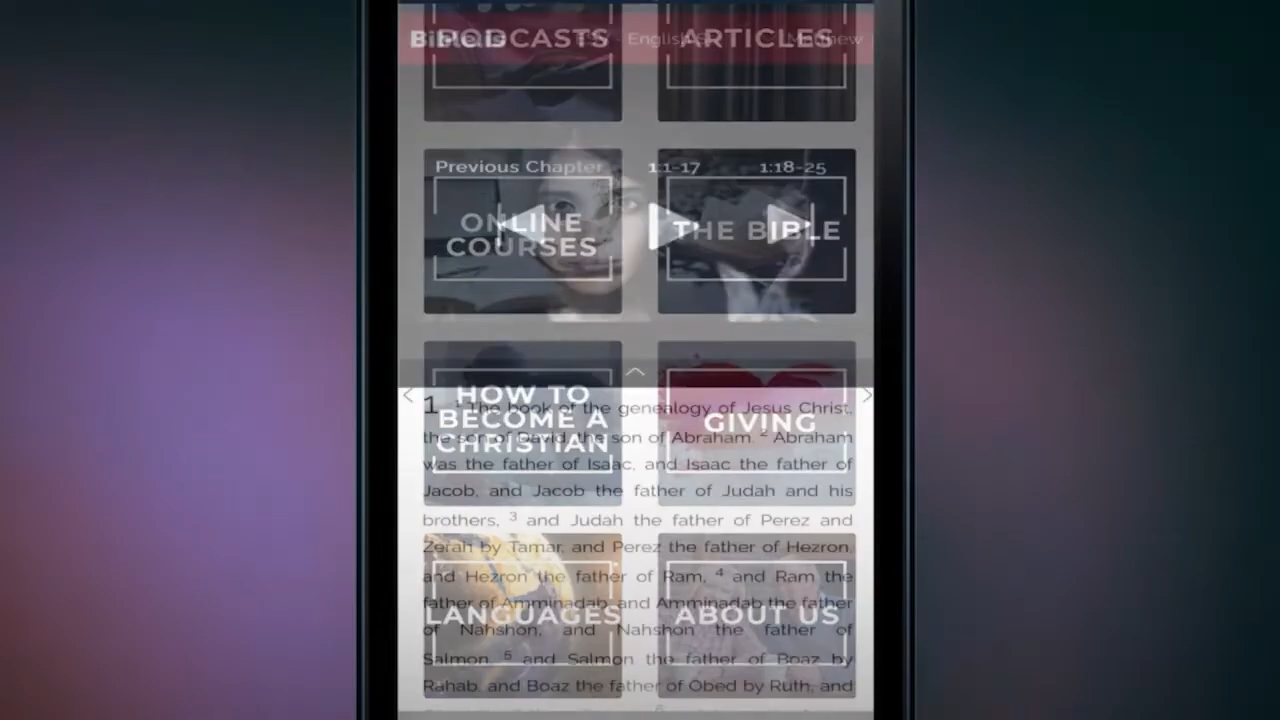 PODCASTS
ARTICLES
Bible.is
English
Matthew
Previous Chapter
1:1-17
1:18-25
ONLINE
COURSES
THE BIBLE
HOW TO
BECOME A
CHRISTIAN
GIVING
1 1 The book of the genealogy of Jesus Christ,
the son of David, the son of Abraham. 2 Abraham
was the father of Isaac, and Isaac the father of
Jacob, and Jacob the father of Judah and his
brothers, 3 and Judah the father of Perez and
Zerah by Tamar, and Perez the father of Hezron,
and Hezron the father of Ram, 4 and Ram the
father of Amminadab, and Amminadab the father
of Nahshon, and Nahshon the father of
Salmon, 5 and Salmon the father of Boaz by
Rahab, and Boaz the father of Obed by Ruth, and
6
LANGUAGES
ABOUT US